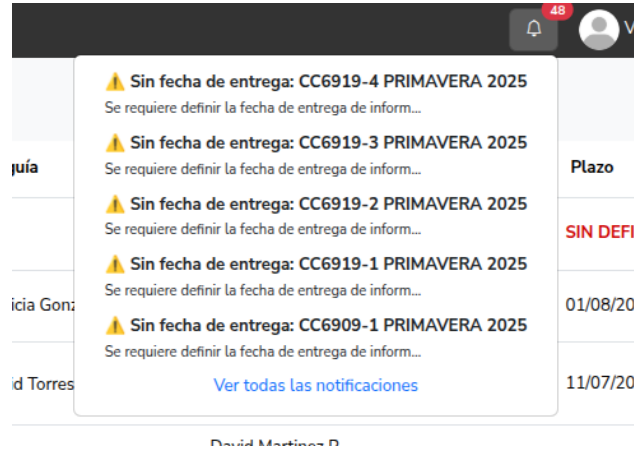 48
V
⚠️ Sin fecha de entrega: CC6919-4 PRIMAVERA 2025
Se requiere definir la fecha de entrega de inform...
⚠️ Sin fecha de entrega: CC6919-3 PRIMAVERA 2025
Se requiere definir la fecha de entrega de inform...
guía
Plazo
⚠️ Sin fecha de entrega: CC6919-2 PRIMAVERA 2025
Se requiere definir la fecha de entrega de inform...
SIN DEFI
⚠️ Sin fecha de entrega: CC6919-1 PRIMAVERA 2025
Se requiere definir la fecha de entrega de inform...
icia Gonz
01/08/20
⚠️ Sin fecha de entrega: CC6909-1 PRIMAVERA 2025
Se requiere definir la fecha de entrega de inform...
Ver todas las notificaciones
id Torres
11/07/20
David Martinez R